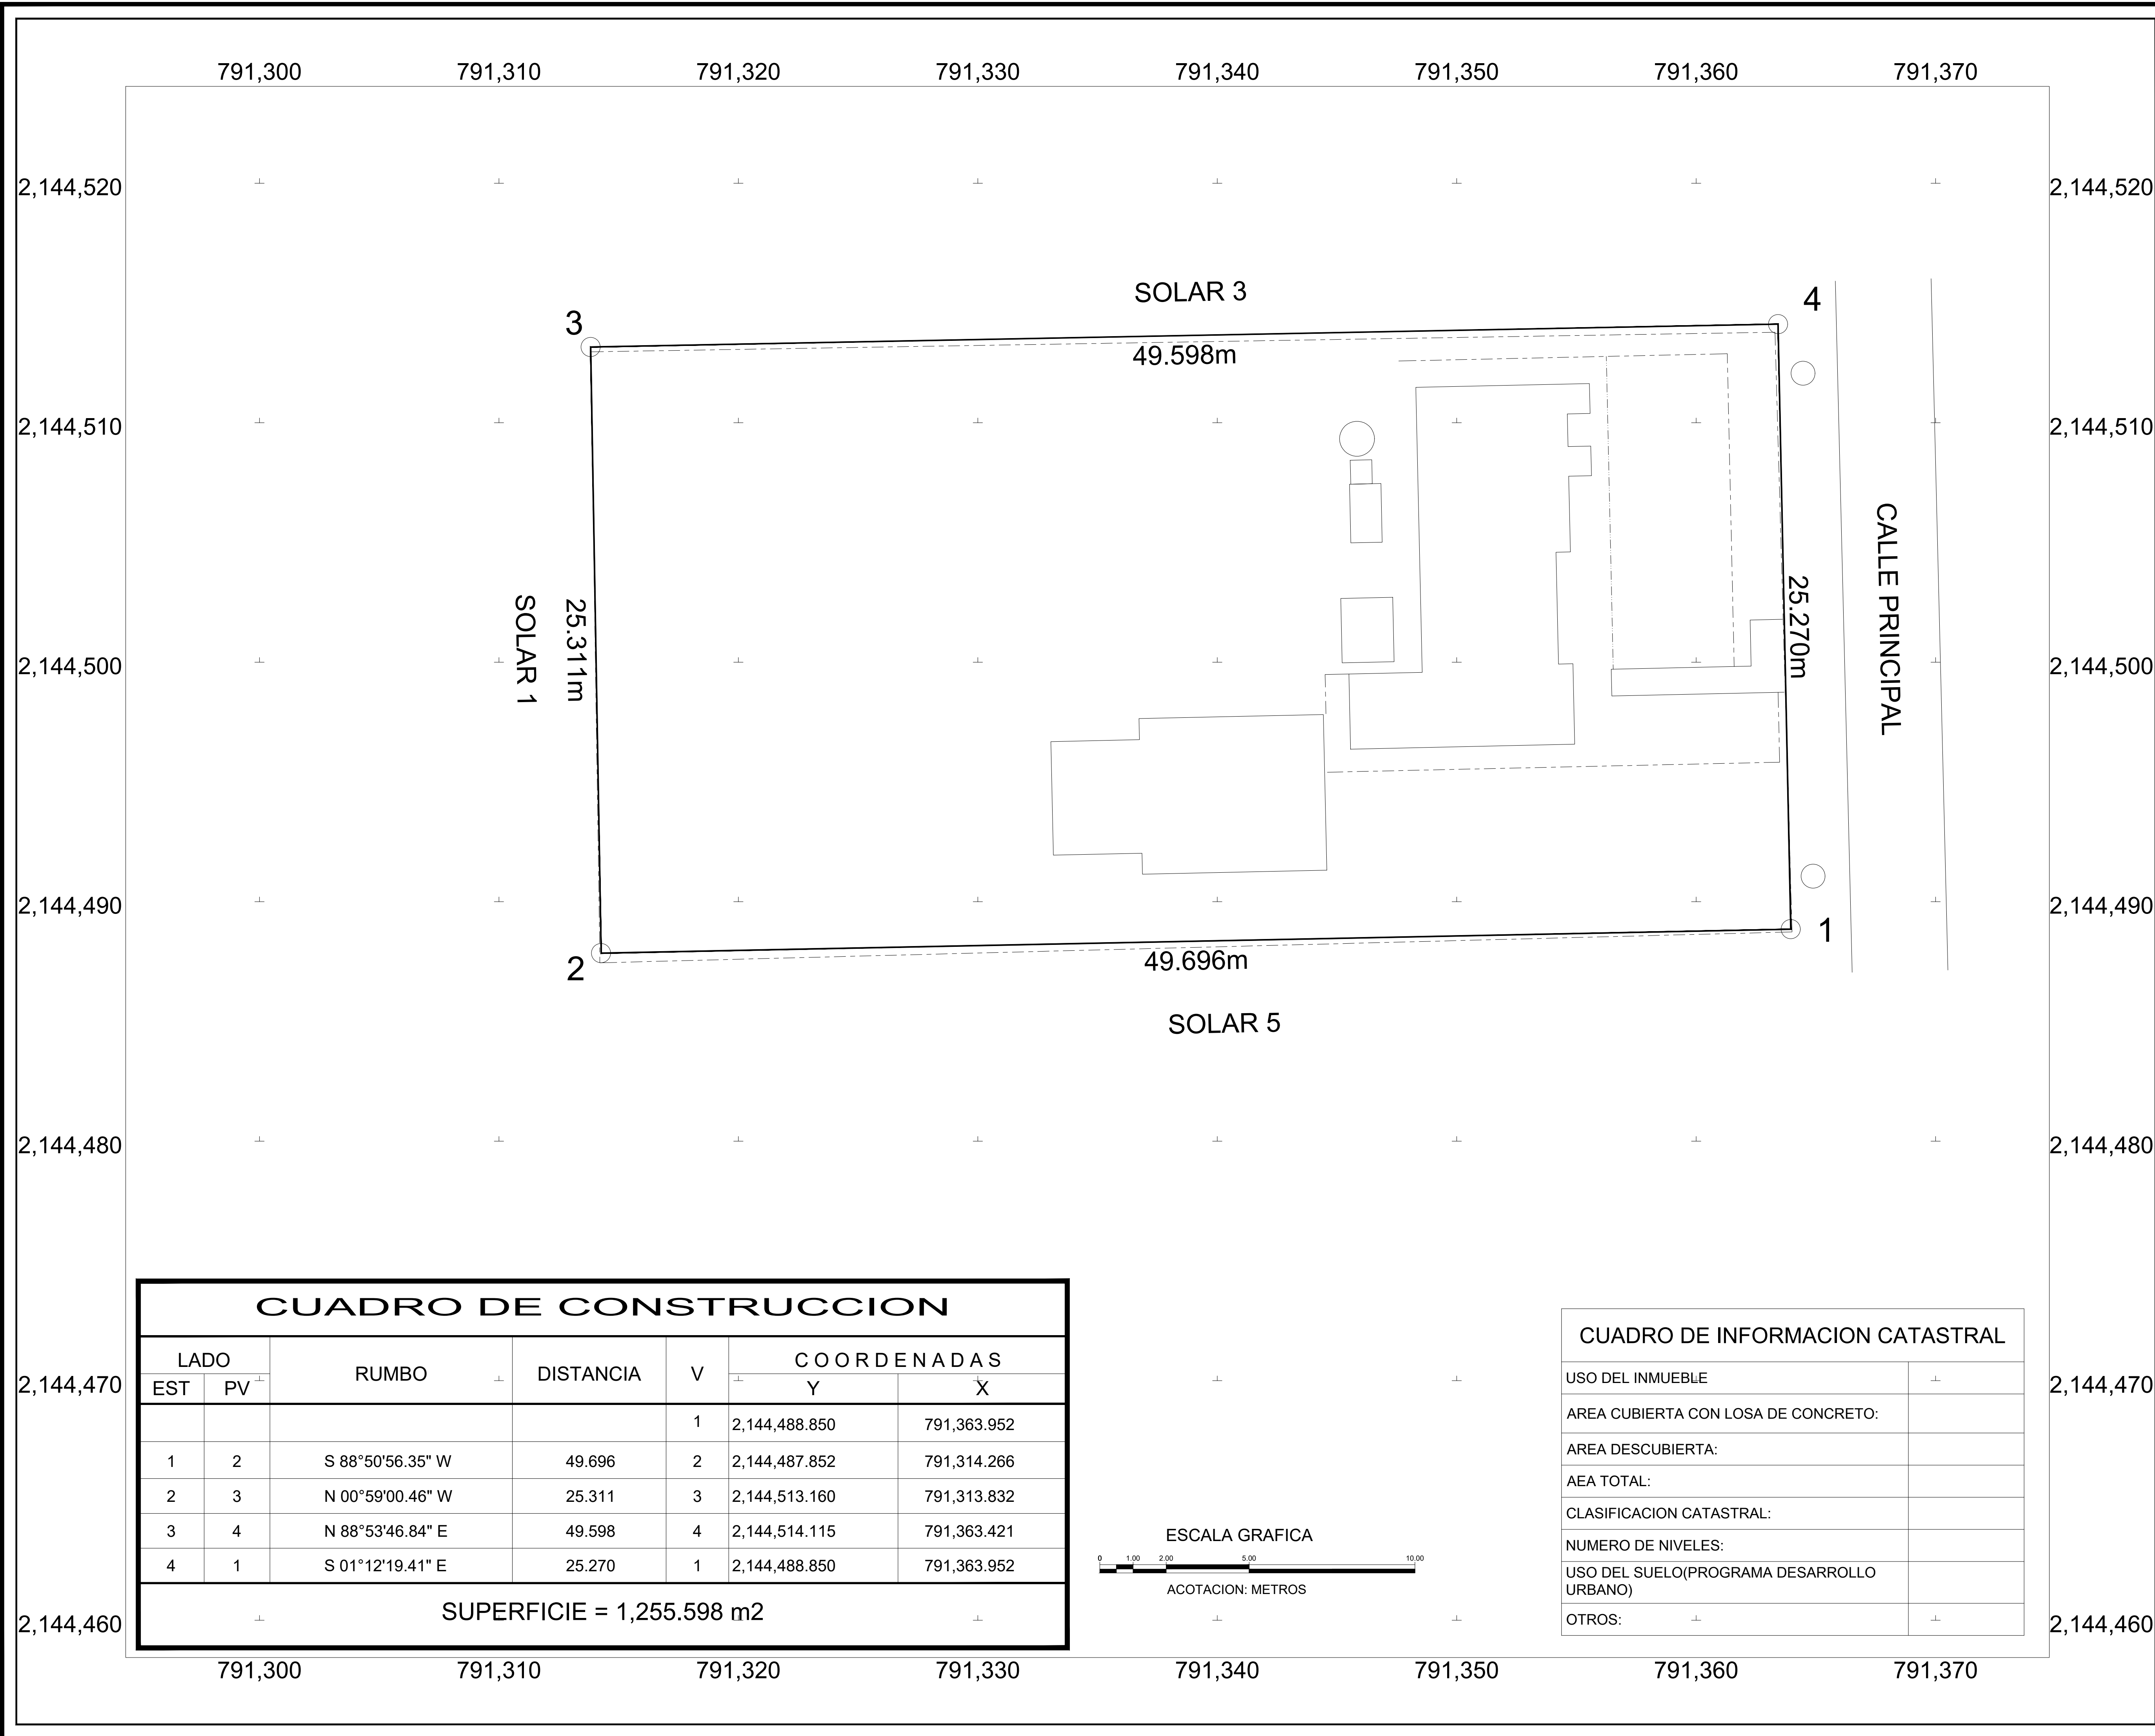 791,300 791,310 791,320 791,330 791,340 791,350 791,360 791,370
2,144,520 2,144,520
SOLAR 3
3
4
49.598m
2,144,510 2,144,510
CALLE PRINCIPAL
SOLAR 1
25.311m
25.270m
2,144,500 2,144,500
2,144,490 2,144,490
1
2
49.696m
SOLAR 5
2,144,480 2,144,480
2,144,470 2,144,470
2,144,460 2,144,460
CUADRO DE CONSTRUCCION
LADO RUMBO DISTANCIA V COORDENADAS
EST PV Y X
1 2,144,488.850 791,363.952
1 2 S 88°50'56.35" W 49.696 2 2,144,487.852 791,314.266
2 3 N 00°59'00.46" W 25.311 3 2,144,513.160 791,313.832
3 4 N 88°53'46.84" E 49.598 4 2,144,514.115 791,363.421
4 1 S 01°12'19.41" E 25.270 1 2,144,488.850 791,363.952
SUPERFICIE = 1,255.598 m2
ESCALA GRAFICA
0 1.00 2.00 5.00 10.00
ACOTACION: METROS
CUADRO DE INFORMACION CATASTRAL
USO DEL INMUEBLE
AREA CUBIERTA CON LOSA DE CONCRETO:
AREA DESCUBIERTA:
AEA TOTAL:
CLASIFICACION CATASTRAL:
NUMERO DE NIVELES:
USO DEL SUELO(PROGRAMA DESARROLLO
URBANO)
OTROS:
791,300 791,310 791,320 791,330 791,340 791,350 791,360 791,370